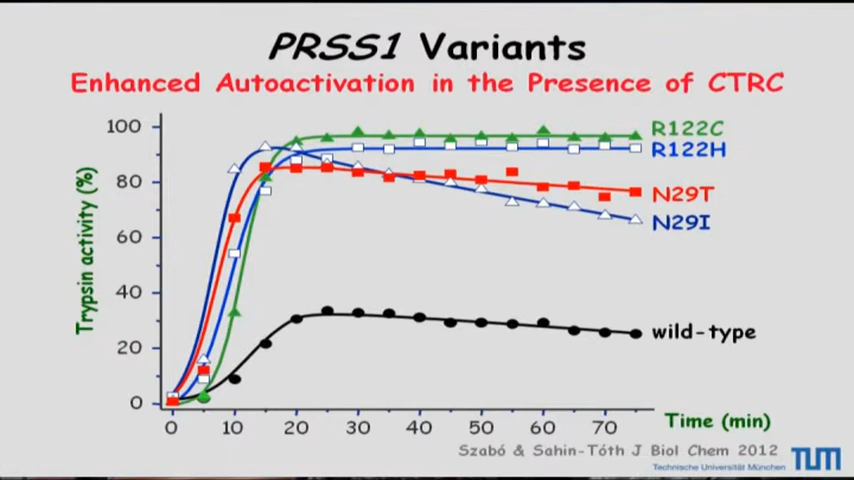 PRSS1 Variants
Enhanced Autoactivation in the Presence of CTRC
Trypsin activity (%)
100
80
60
40
20
0
0 10 20 30 40 50 60 70
Time (min)
R122C
R122H
N29T
N29I
wild-type
Szabó & Sahin-Tóth J Biol Chem 2012
TUM
Technische Universität München